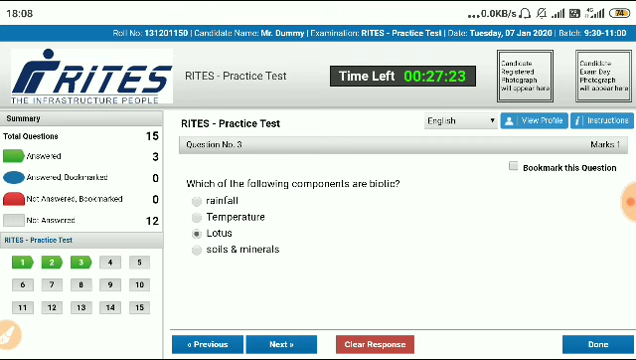 18:08
...0.0KB/s 4G 74
Roll No: 131201150 | Candidate Name: Mr. Dummy | Examination: RITES - Practice Test | Date: Tuesday, 07 Jan 2020 | Batch: 9:30-11:00
RITES
THE INFRASTRUCTURE PEOPLE
RITES - Practice Test
Time Left 00:27:23
Candidate
Registered
Photograph
will appear here
Candidate
Exam Day
Photograph
will appear here
Summary
Total Questions 15
Answered 3
Answered, Bookmarked 0
Not Answered, Bookmarked 0
Not Answered 12
RITES - Practice Test
1 2 3 4 5
6 7 8 9 10
11 12 13 14 15
RITES - Practice Test
English
View Profile
Instructions
Question No. 3
Marks 1
Bookmark this Question
Which of the following components are biotic?
rainfall
Temperature
Lotus
soils & minerals
« Previous
Next »
Clear Response
Done